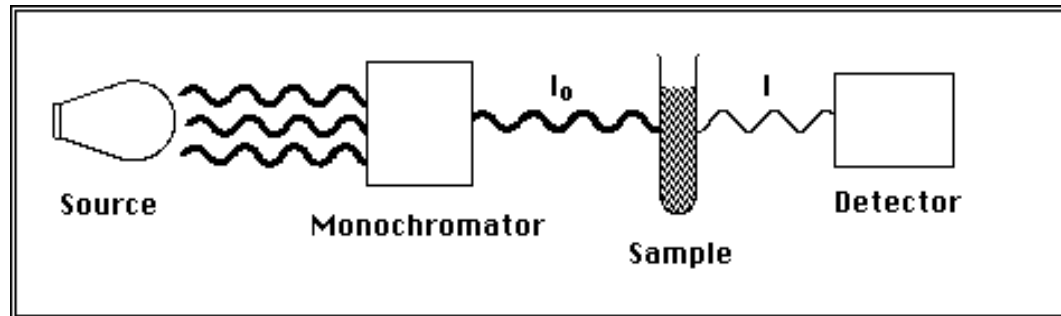 I₀
I
Source
Monochromator
Sample
Detector